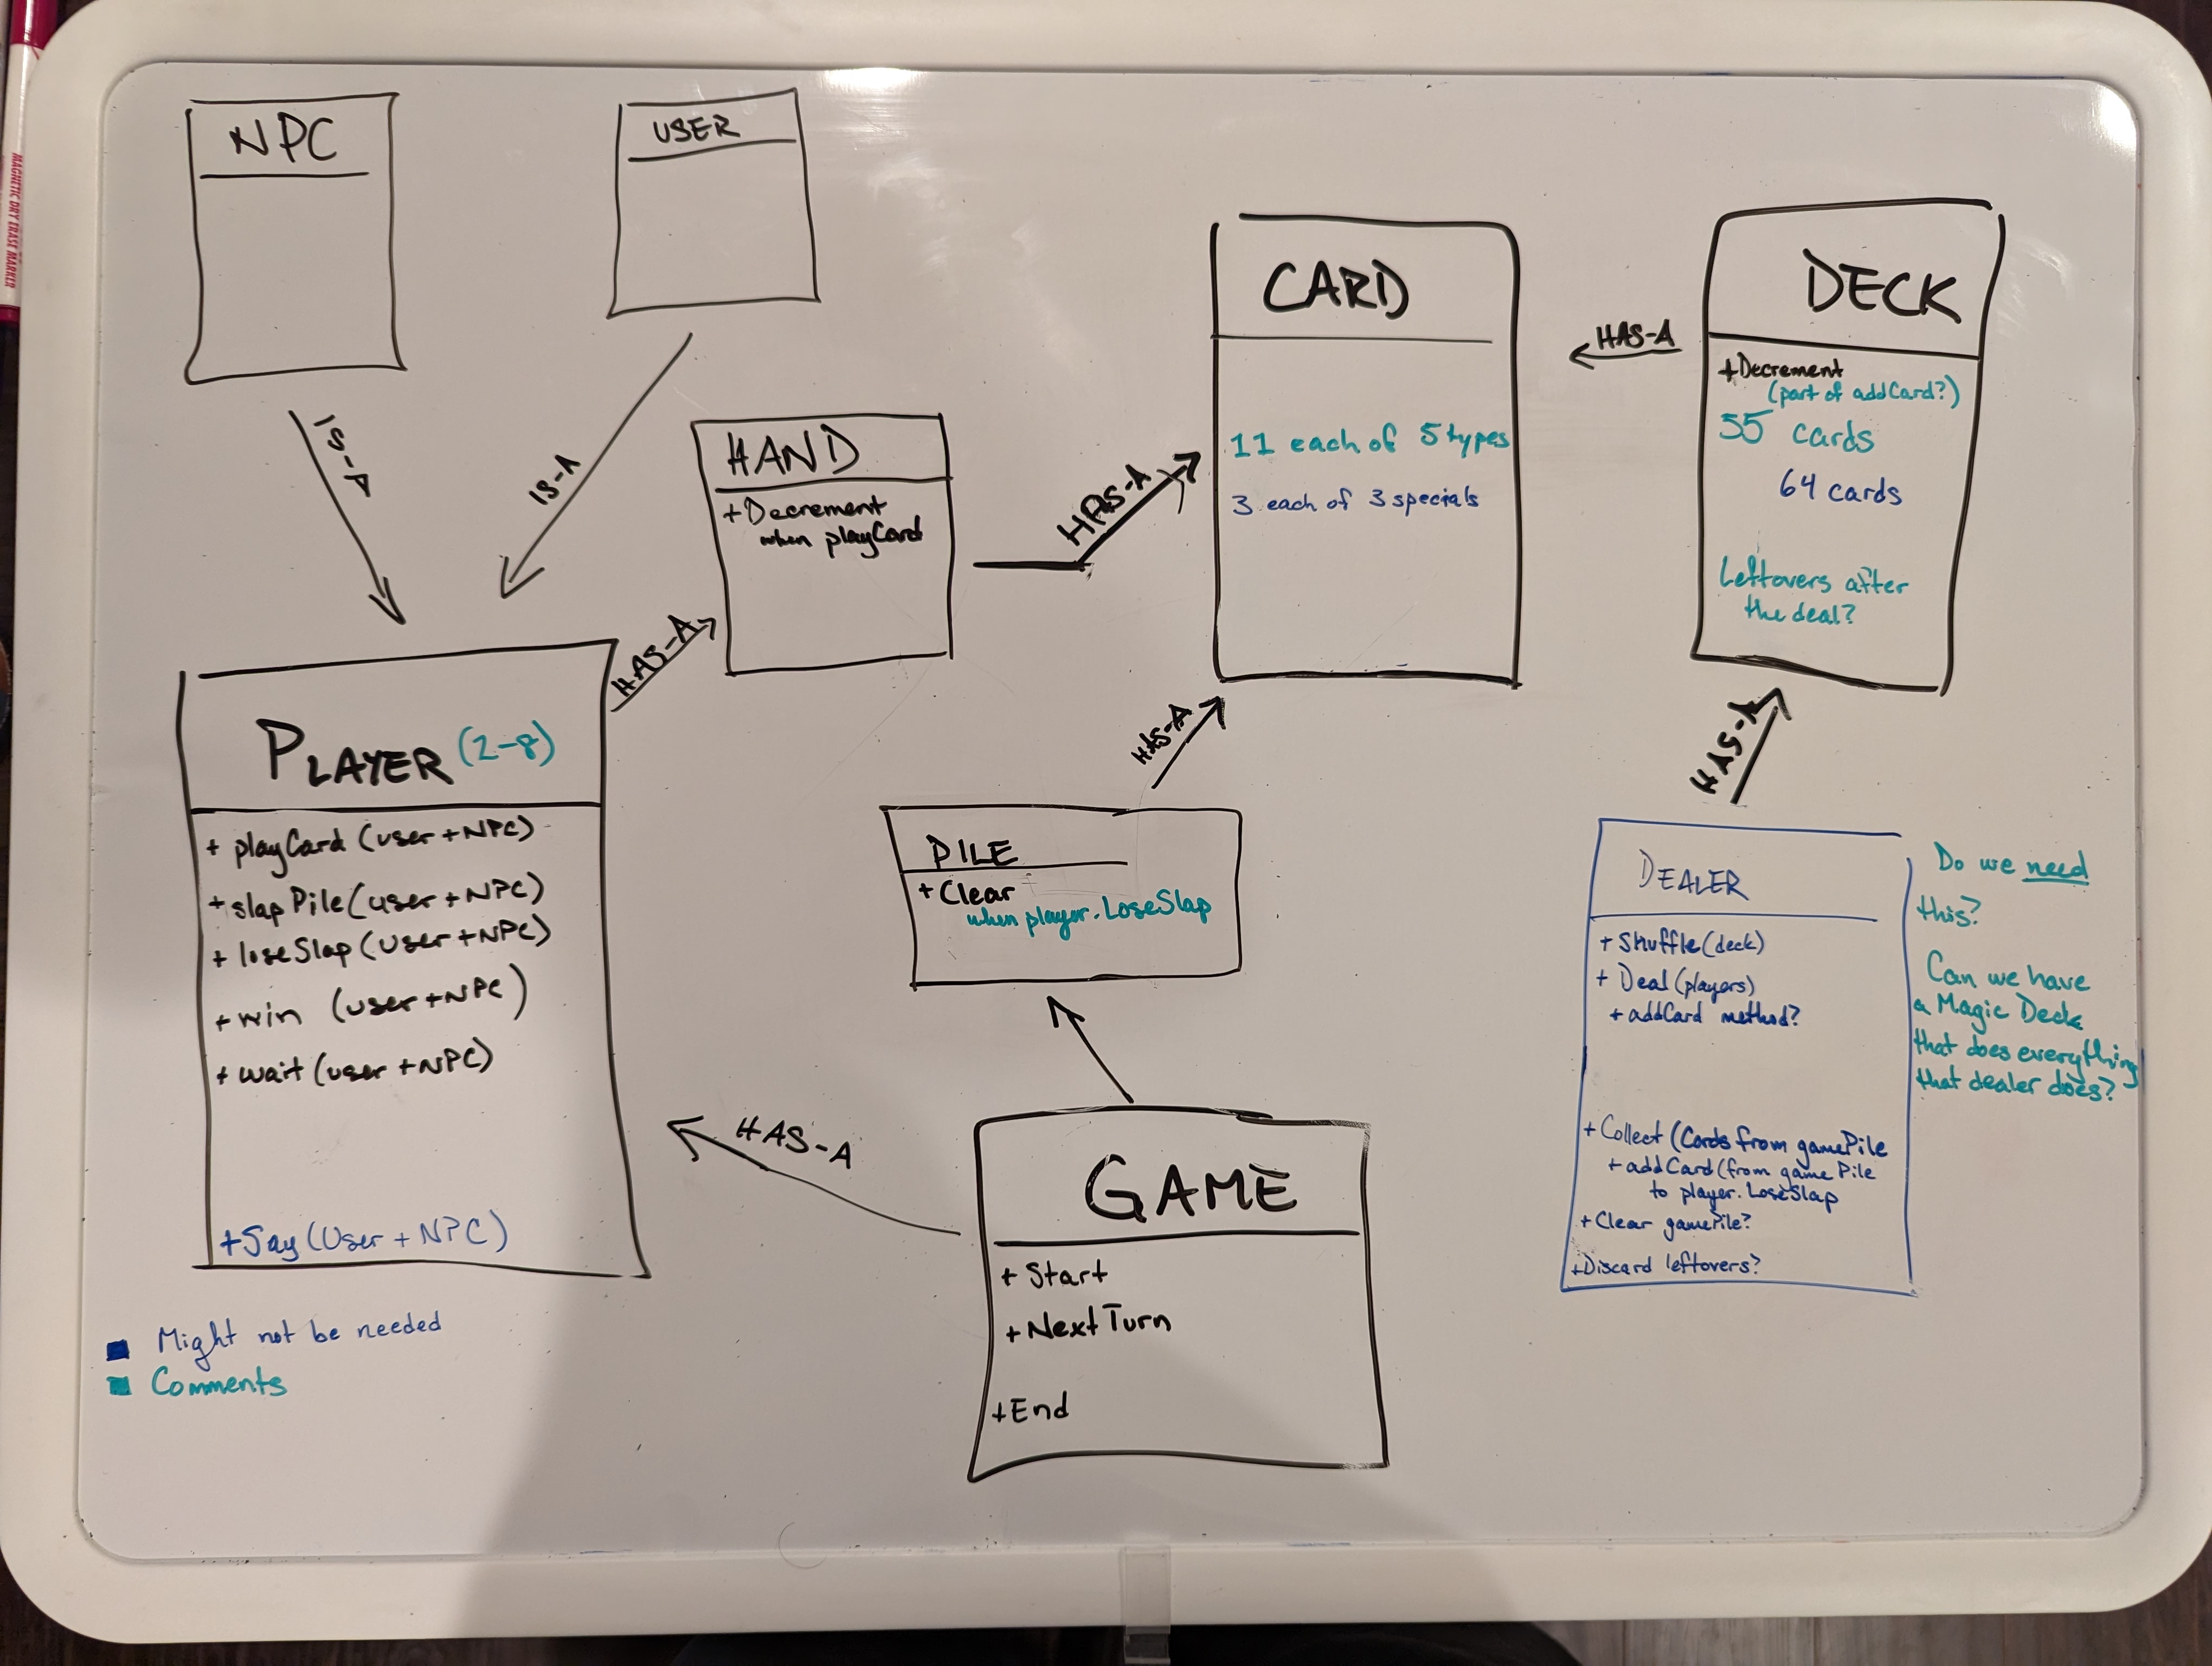 MAGNETIC DRY ERASE MARKER
NPC
IS-A
USER
IS-A
PLAYER (2-8)
+ playCard (user + NPC)
+ slapPile (user + NPC)
+ loseSlap (user + NPC)
+ win (user + NPC)
+ wait (user + NPC)
+ Say (User + NPC)
HAS-A
HAND
+ Decrement
when playCard
HAS-A
CARD
11 each of 5 types
3 each of 3 specials
HAS-A
DECK
+ Decrement
(part of addCard?)
55 cards
64 cards
Leftovers after
the deal?
HAS-A
PILE
+ Clear
when player.LoseSlap
HAS-A
DEALER
+ Shuffle (deck)
+ Deal (players)
+ addCard method?
+ Collect (Cards from gamePile
+ addCard (from game Pile
to player.LoseSlap
+ Clear gamePile?
+ Discard leftovers?
Do we need
this?
Can we have
a Magic Deck
that does everything
that dealer does?
HAS-A
GAME
+ Start
+ Next Turn
+ End
Might not be needed
Comments